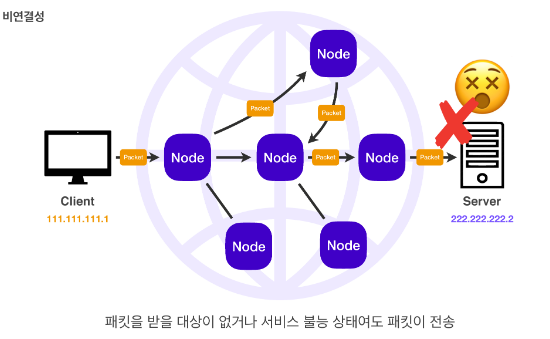 비연결성
Node
Packet
Packet
Packet
Node
Node
Packet
Node
Packet
Client
111.111.111.1
Server
222.222.222.2
Node
Node
패킷을 받을 대상이 없거나 서비스 불능 상태여도 패킷이 전송